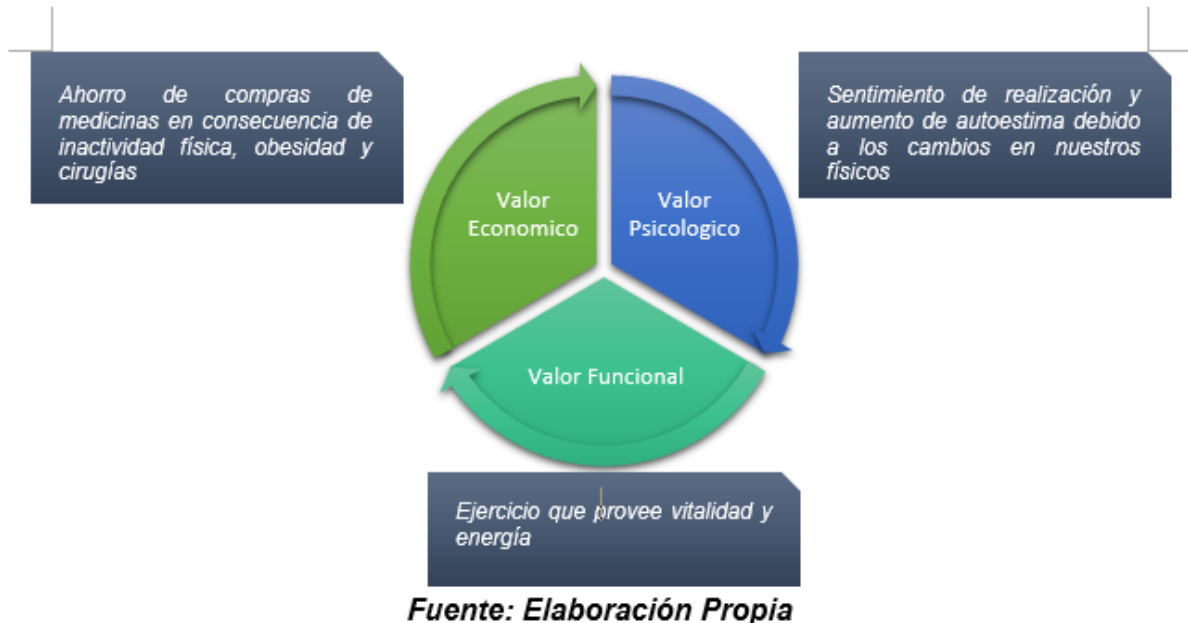 Ahorro de compras de
medicinas en consecuencia de
inactividad física, obesidad y
cirugías
Sentimiento de realización y
aumento de autoestima debido
a los cambios en nuestros
físicos
Valor
Economico
Valor
Psicologico
Valor Funcional
Ejercicio que provee vitalidad y
energía
Fuente: Elaboración Propia